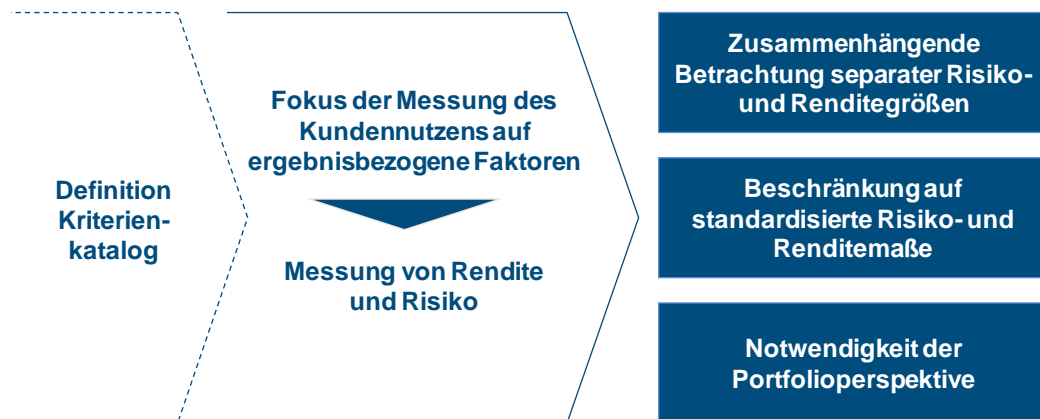 Definition
Kriterien-
katalog
Fokus der Messung des
Kundennutzens auf
ergebnisbezogene Faktoren
Messung von Rendite
und Risiko
Zusammenhängende
Betrachtung separater Risiko-
und Renditegrößen
Beschränkung auf
standardisierte Risiko- und
Renditemaße
Notwendigkeit der
Portfolioperspektive